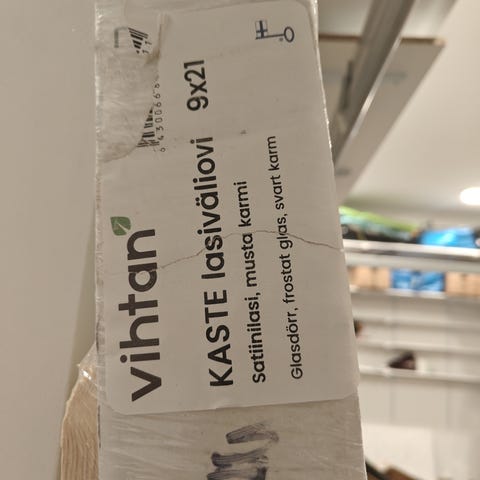 vihtan
KASTE lasiväliovi 9x21
Satiinilasi, musta karmi
Glasdörr, frostat glas, svart karm